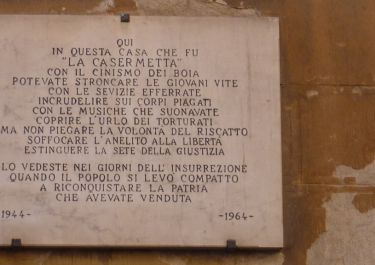 QUI
IN QUESTA CASA CHE FU
"LA CASERMETTA"
CON IL CINISMO DEI BOIA
POTEVATE STRONCARE LE GIOVANI VITE
CON LE SEVIZIE EFFERRATE
INCRUDELIRE SUI CORPI PIAGATI
CON LE MUSICHE CHE SUONAVATE
COPRIRE L'URLO DEI TORTURATI
MA NON PIEGARE LA VOLONTÀ DEL RISCATTO
SOFFOCARE L'ANELITO ALLA LIBERTÀ
ESTINGUERE LA SETE DELLA GIUSTIZIA
LO VEDESTE NEI GIORNI DELL'INSURREZIONE
QUANDO IL POPOLO SI LEVÒ COMPATTO
A RICONQUISTARE LA PATRIA
CHE AVEVATE VENDUTA
1944- -1964-